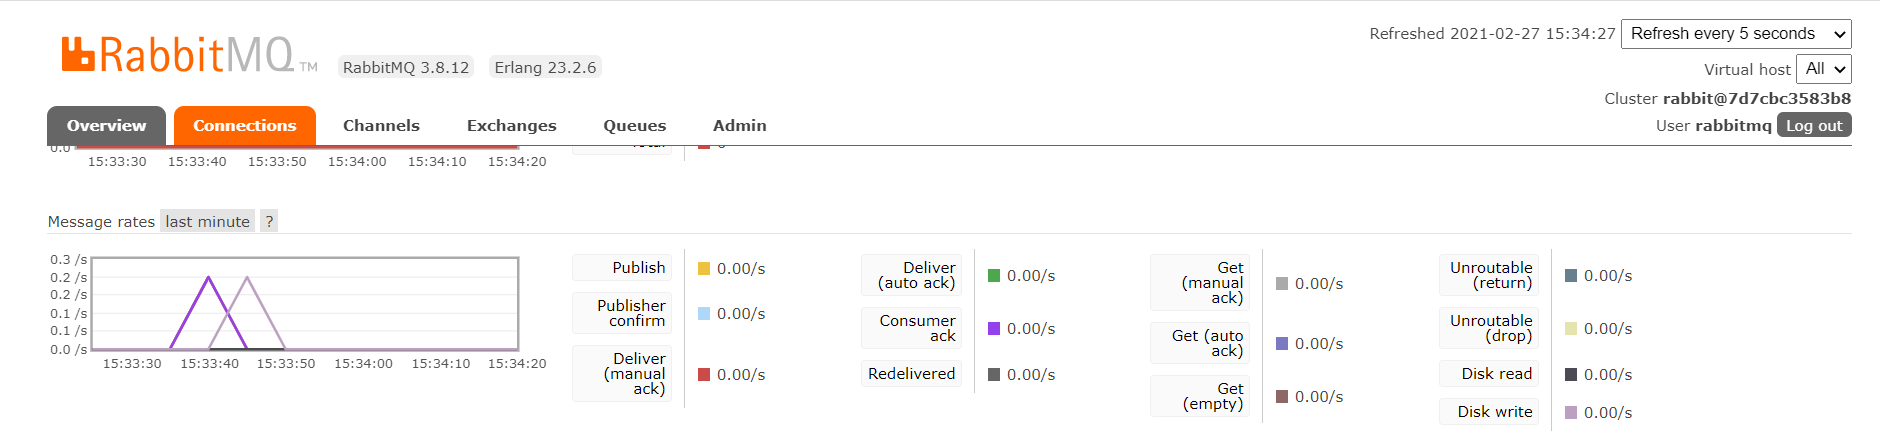 Refreshed 2021-02-27 15:34:27 Refresh every 5 seconds
RabbitMQ TM RabbitMQ 3.8.12 Erlang 23.2.6
Virtual host All
Cluster rabbit@7d7cbc3583b8
User rabbitmq Log out
Overview Connections Channels Exchanges Queues Admin
0.0
Total 0
15:33:30 15:33:40 15:33:50 15:34:00 15:34:10 15:34:20
Message rates last minute ?
0.3 /s
0.2 /s
0.2 /s
0.1 /s
0.1 /s
0.0 /s
15:33:30 15:33:40 15:33:50 15:34:00 15:34:10 15:34:20
Publish 0.00/s
Publisher
confirm 0.00/s
Deliver
(manual
ack) 0.00/s
Deliver
(auto ack) 0.00/s
Consumer
ack 0.00/s
Redelivered 0.00/s
Get
(manual
ack) 0.00/s
Get (auto
ack) 0.00/s
Get
(empty) 0.00/s
Unroutable
(return) 0.00/s
Unroutable
(drop) 0.00/s
Disk read 0.00/s
Disk write 0.00/s